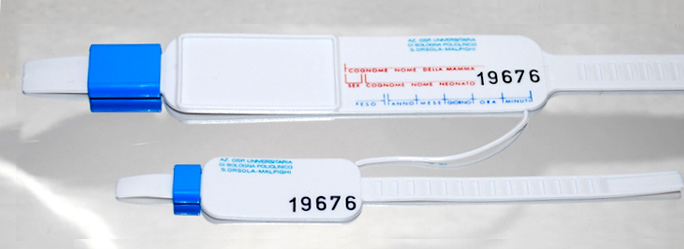 AZ. OSP. UNIVERSITARIA
DI BOLOGNA POLICLINICO
S.ORSOLA-MALPIGHI
COGNOME NOME DELLA MAMMA
SEX COGNOME NOME NEONATO
19676
PESO ANNO MESE GIORNO ORA MINUTO
AZ. OSP. UNIVERSITARIA
DI BOLOGNA POLICLINICO
S.ORSOLA-MALPIGHI
19676